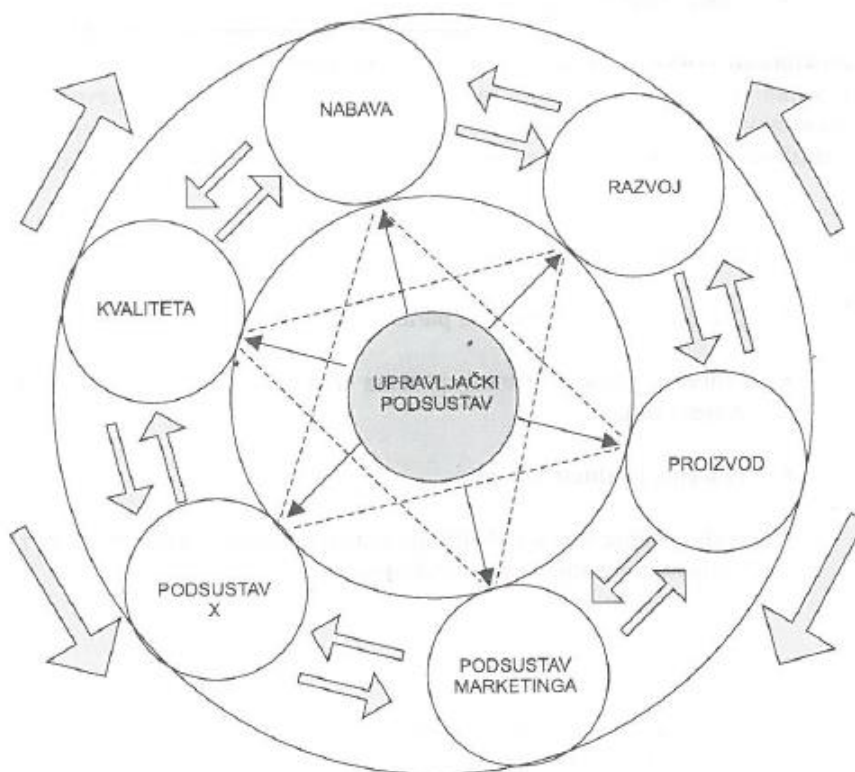 NABAVA
RAZVOJ
KVALITETA
UPRAVLJAČKI
PODSUSTAV
PROIZVOD
PODSUSTAV
X
PODSUSTAV
MARKETINGA